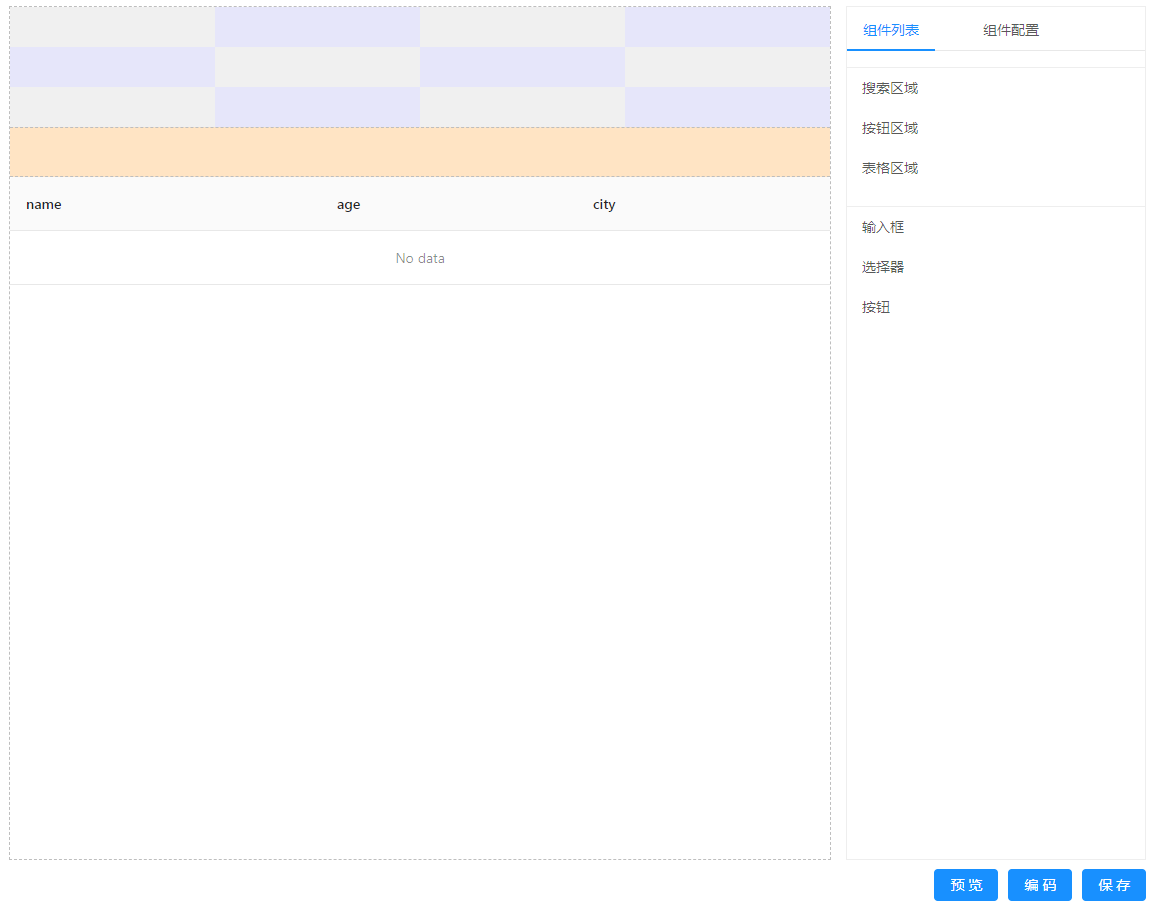 name age city
No data
组件列表 组件配置
搜索区域
按钮区域
表格区域
输入框
选择器
按钮
预览 编码 保存